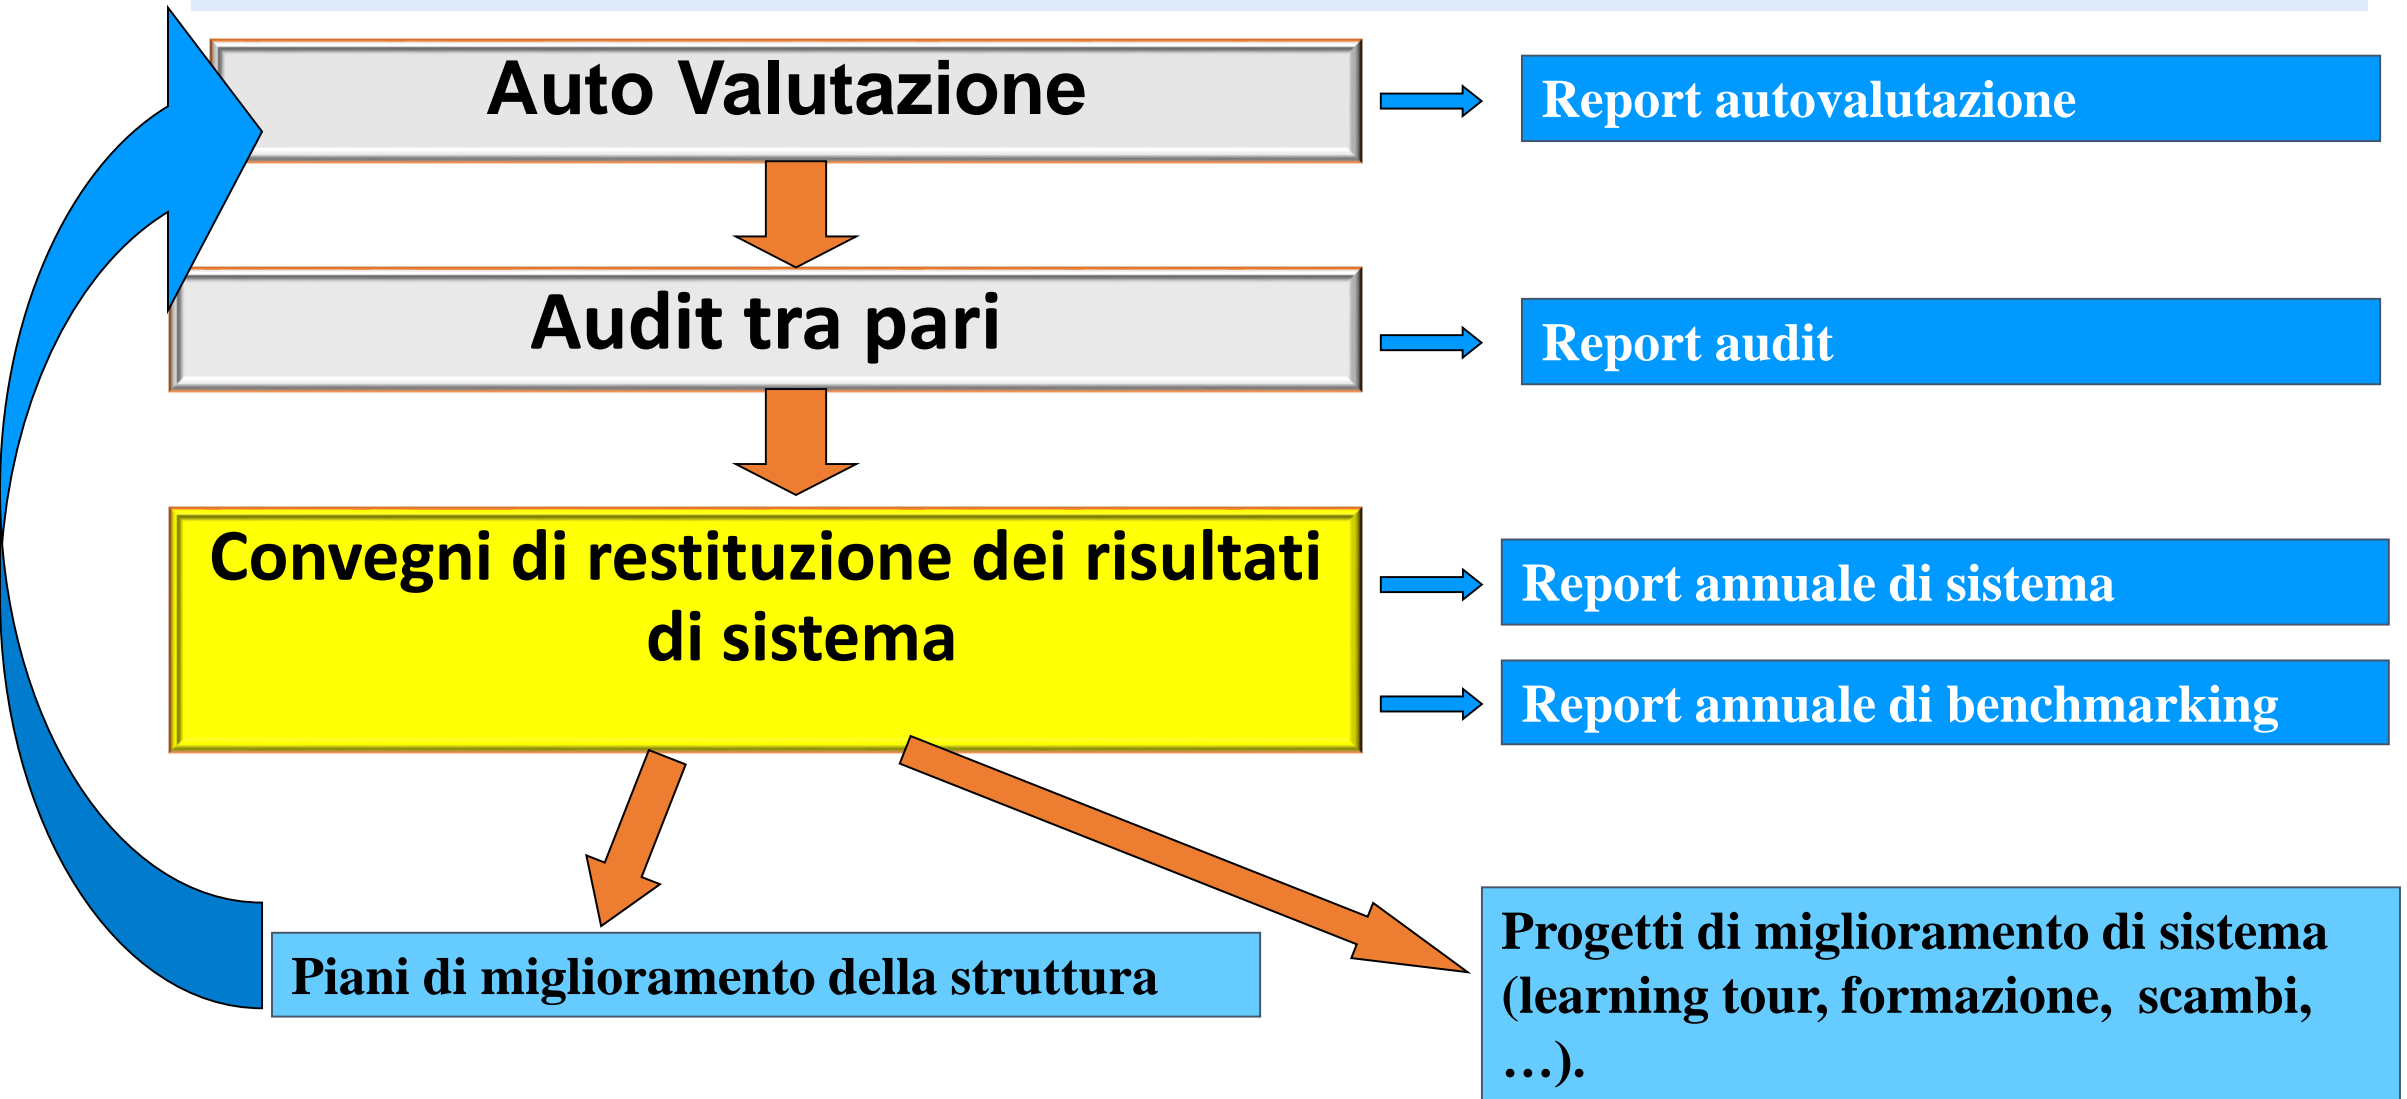 Auto Valutazione
Report autovalutazione
Audit tra pari
Report audit
Convegni di restituzione dei risultati
di sistema
Report annuale di sistema
Report annuale di benchmarking
Piani di miglioramento della struttura
Progetti di miglioramento di sistema
(learning tour, formazione, scambi,
…).